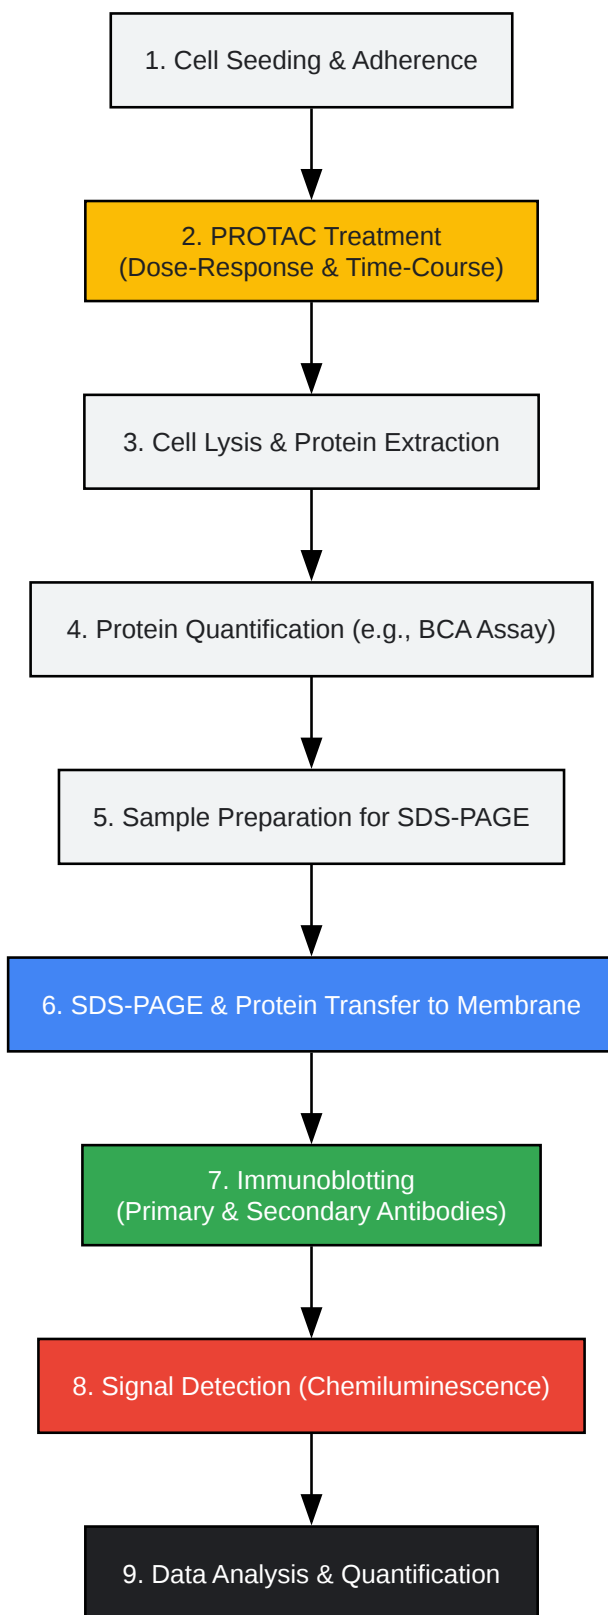 1. Cell Seeding & Adherence
2. PROTAC Treatment
(Dose-Response & Time-Course)
3. Cell Lysis & Protein Extraction
4. Protein Quantification (e.g., BCA Assay)
5. Sample Preparation for SDS-PAGE
6. SDS-PAGE & Protein Transfer to Membrane
7. Immunoblotting
(Primary & Secondary Antibodies)
8. Signal Detection (Chemiluminescence)
9. Data Analysis & Quantification